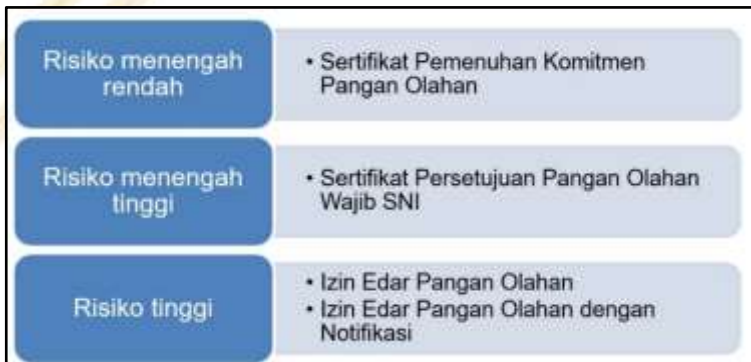 Risiko menengah
rendah
• Sertifikat Pemenuhan Komitmen
Pangan Olahan
Risiko menengah
tinggi
• Sertifikat Persetujuan Pangan Olahan
Wajib SNI
Risiko tinggi
• Izin Edar Pangan Olahan
• Izin Edar Pangan Olahan dengan
Notifikasi